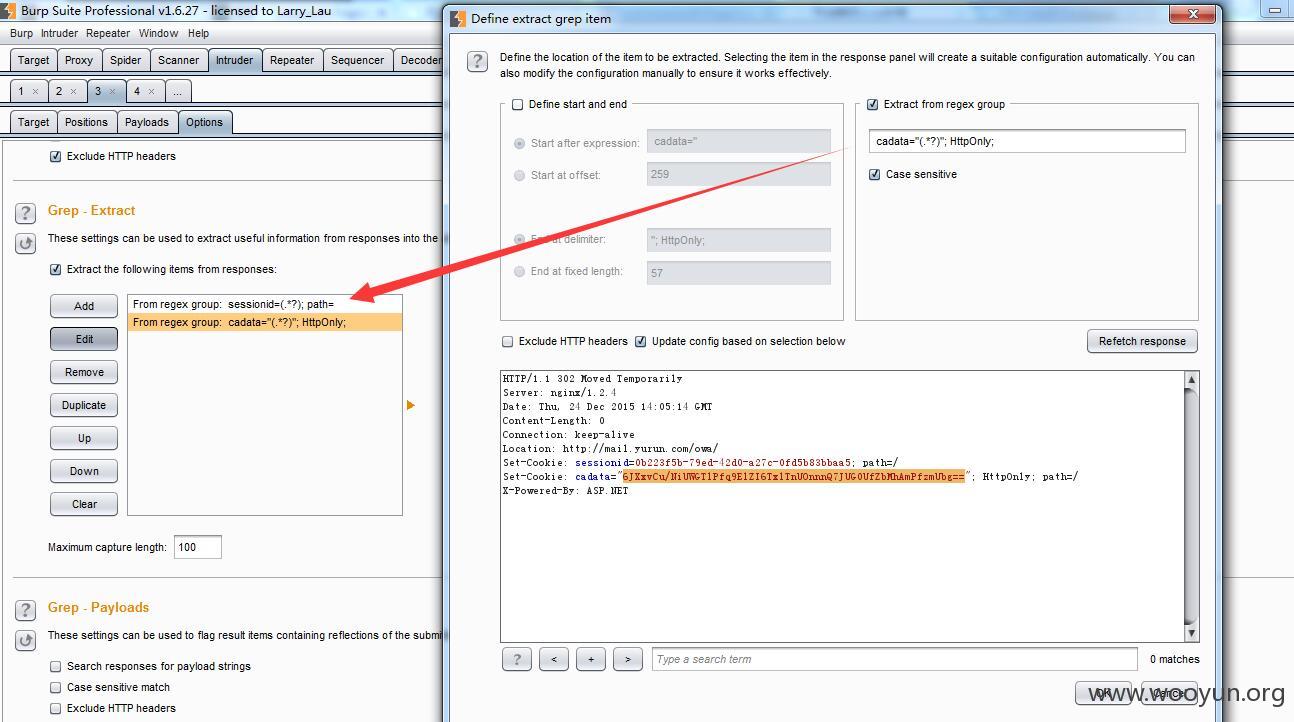 Burp Suite Professional v1.6.27 - licensed to Larry_Lau
Burp Intruder Repeater Window Help
Target Proxy Spider Scanner Intruder Repeater Sequencer Decoder
1 × 2 × 3 × 4 × ...
Target Positions Payloads Options
Exclude HTTP headers
? Grep - Extract
These settings can be used to extract useful information from responses into the
Extract the following items from responses:
Add
Edit
Remove
Duplicate
Up
Down
Clear
From regex group: sessionid=(.*?); path=
From regex group: cadata="(.*?)"; HttpOnly;
Maximum capture length: 100
? Grep - Payloads
These settings can be used to flag result items containing reflections of the submi
Search responses for payload strings
Case sensitive match
Exclude HTTP headers
Define extract grep item
? Define the location of the item to be extracted. Selecting the item in the response panel will create a suitable configuration automatically. You can
also modify the configuration manually to ensure it works effectively.
Define start and end
Start after expression: cadata="
Start at offset: 259
End at delimiter: "; HttpOnly;
End at fixed length: 57
Extract from regex group
cadata="(.*?)"; HttpOnly;
Case sensitive
Exclude HTTP headers Update config based on selection below
Refetch response
HTTP/1.1 302 Moved Temporarily
Server: nginx/1.2.4
Date: Thu, 24 Dec 2015 14:05:14 GMT
Content-Length: 0
Connection: keep-alive
Location: http://mail.yurun.com/owa/
Set-Cookie: sessionid=0b223f5b-79ed-42d0-a27c-0fd5b83bbaa5; path=/
Set-Cookie: cadata=" "; HttpOnly; path=/
X-Powered-By: ASP.NET
? < + > Type a search term 0 matches
OK Cancel
www.wooyun.org